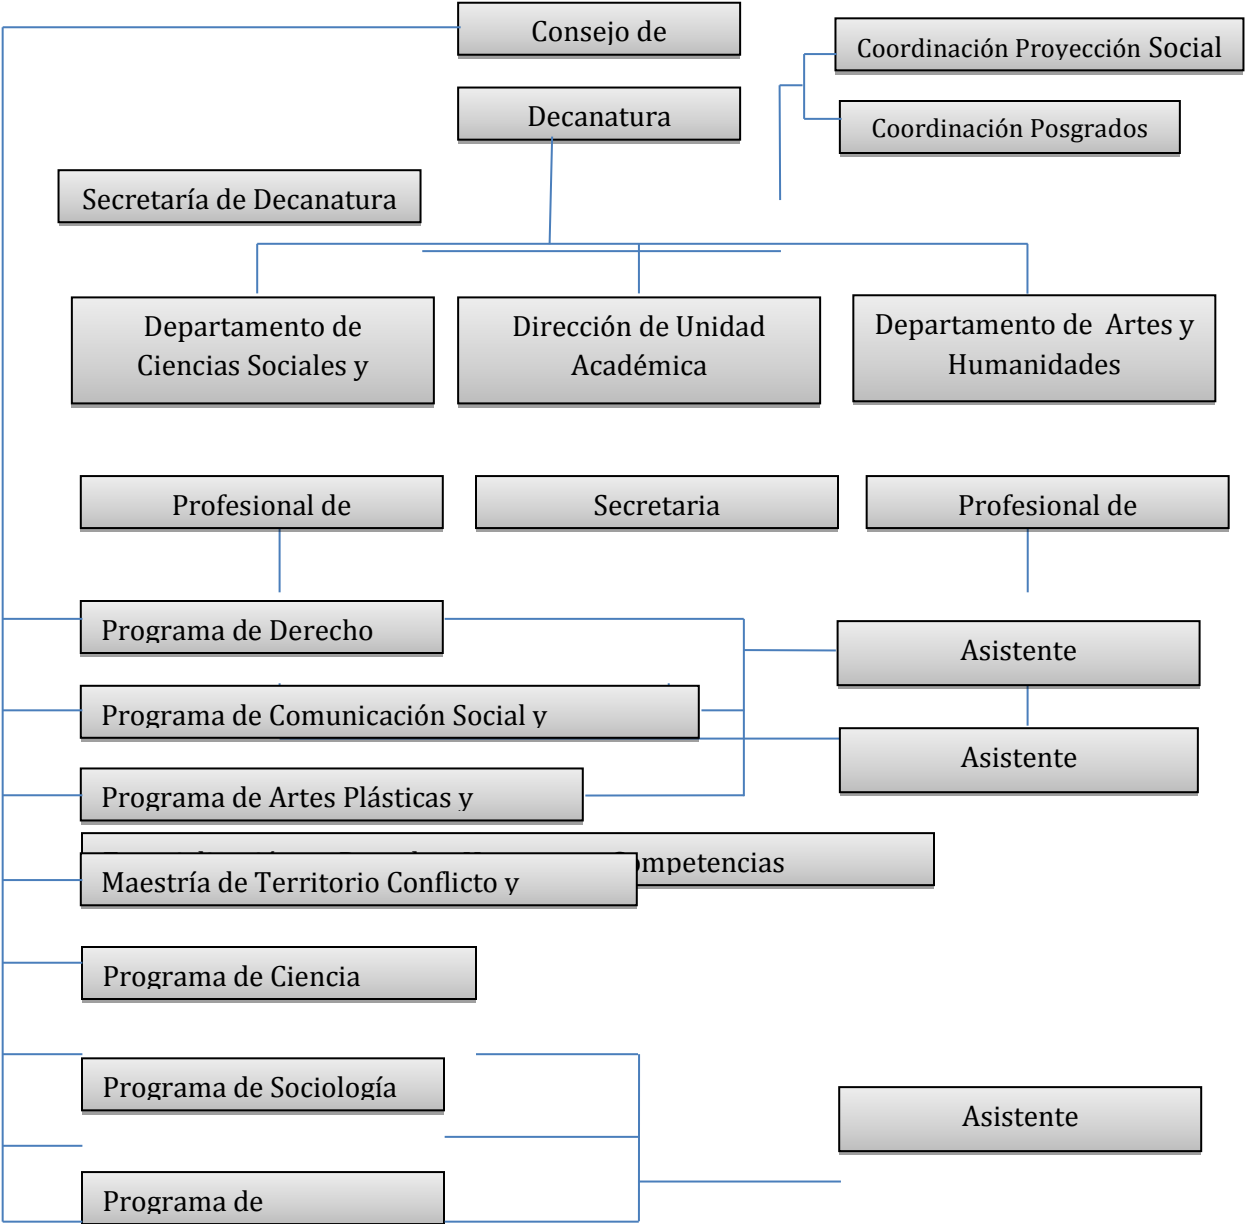 Consejo de
Coordinación Proyección Social
Decanatura
Coordinación Posgrados
Secretaría de Decanatura
Departamento de
Ciencias Sociales y
Dirección de Unidad
Académica
Departamento de Artes y
Humanidades
Profesional de
Secretaria
Profesional de
Programa de Derecho
Asistente
Programa de Comunicación Social y
Asistente
Programa de Artes Plásticas y
Competencias
Maestría de Territorio Conflicto y
Programa de Ciencia
Programa de Sociología
Asistente
Programa de